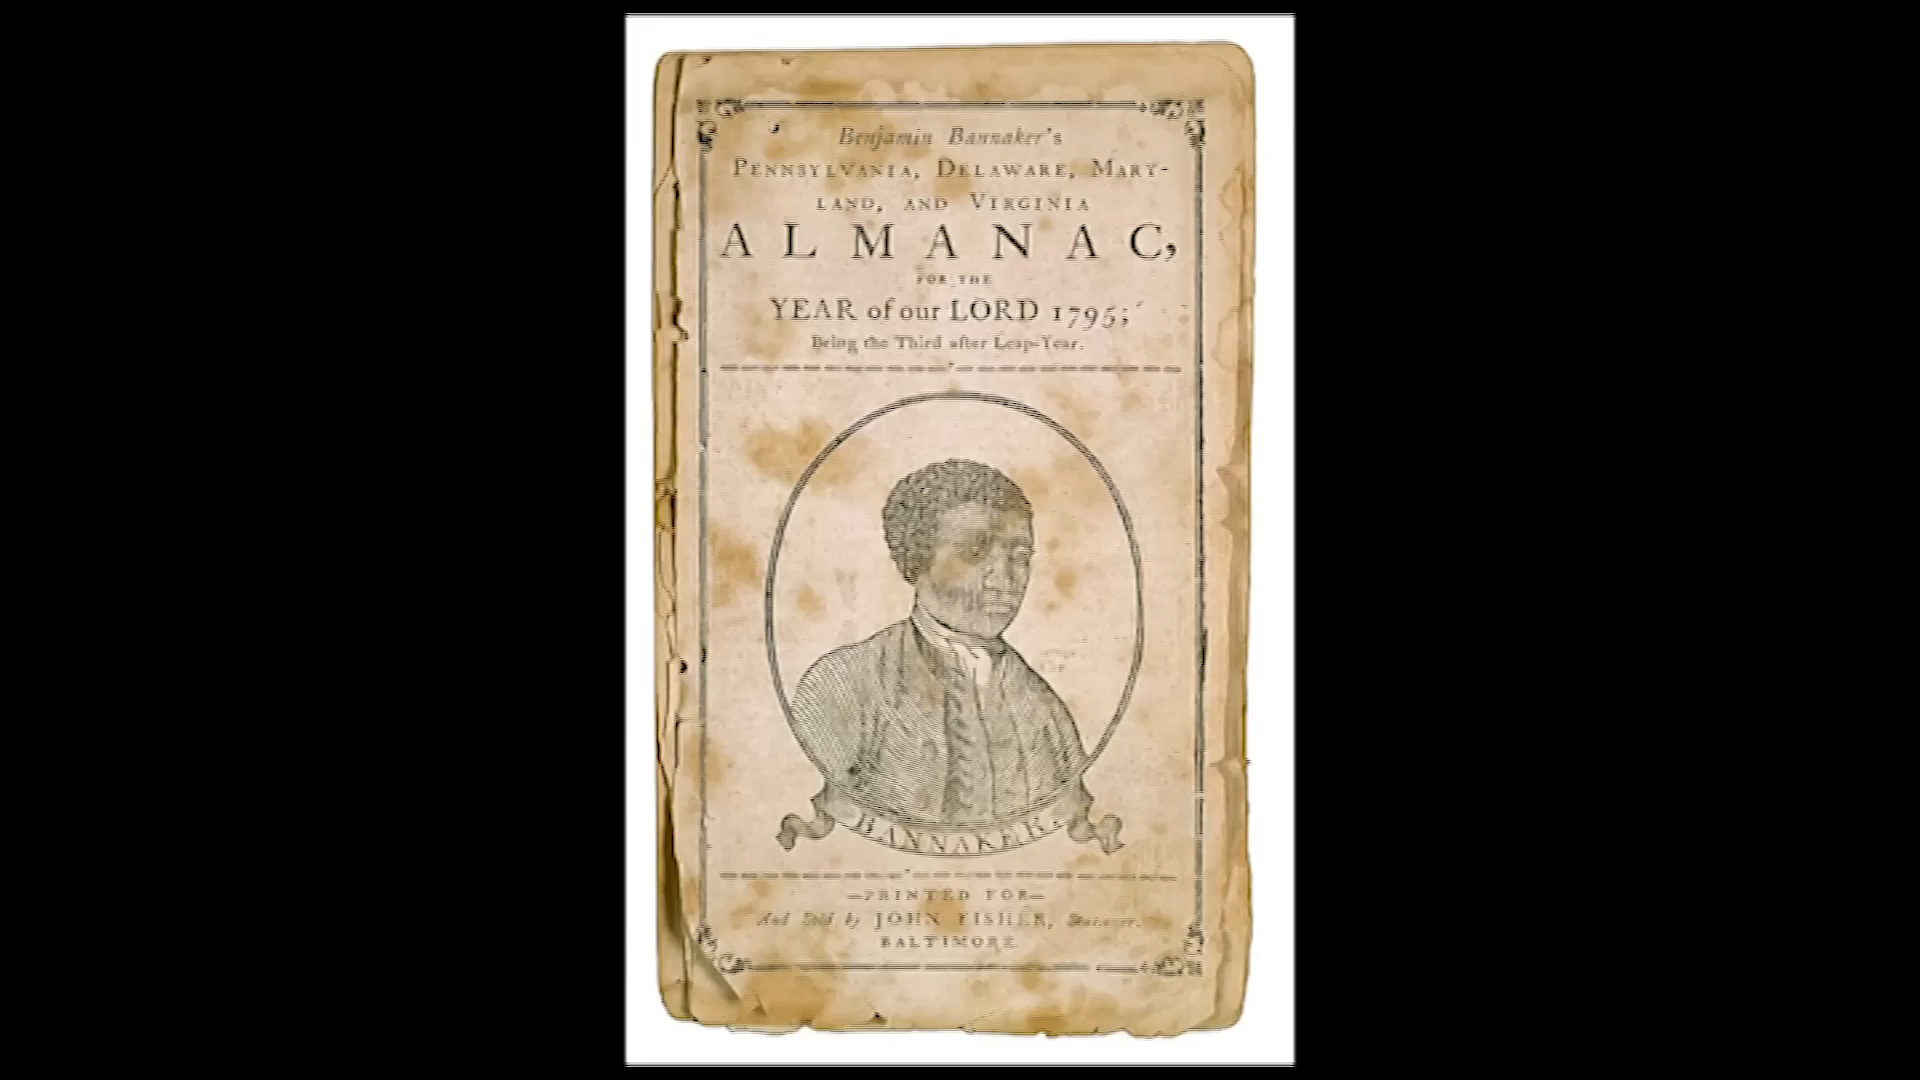 Benjamin Bannaker's
PENNSYLVANIA, DELAWARE, MARY-
LAND, AND VIRGINIA
ALMANAC,
FOR THE
YEAR of our LORD 1795;
Being the Third after Leap-Year.
BANNAKER.
—PRINTED FOR—
And Sold by JOHN FISHER, Stationer.
BALTIMORE.